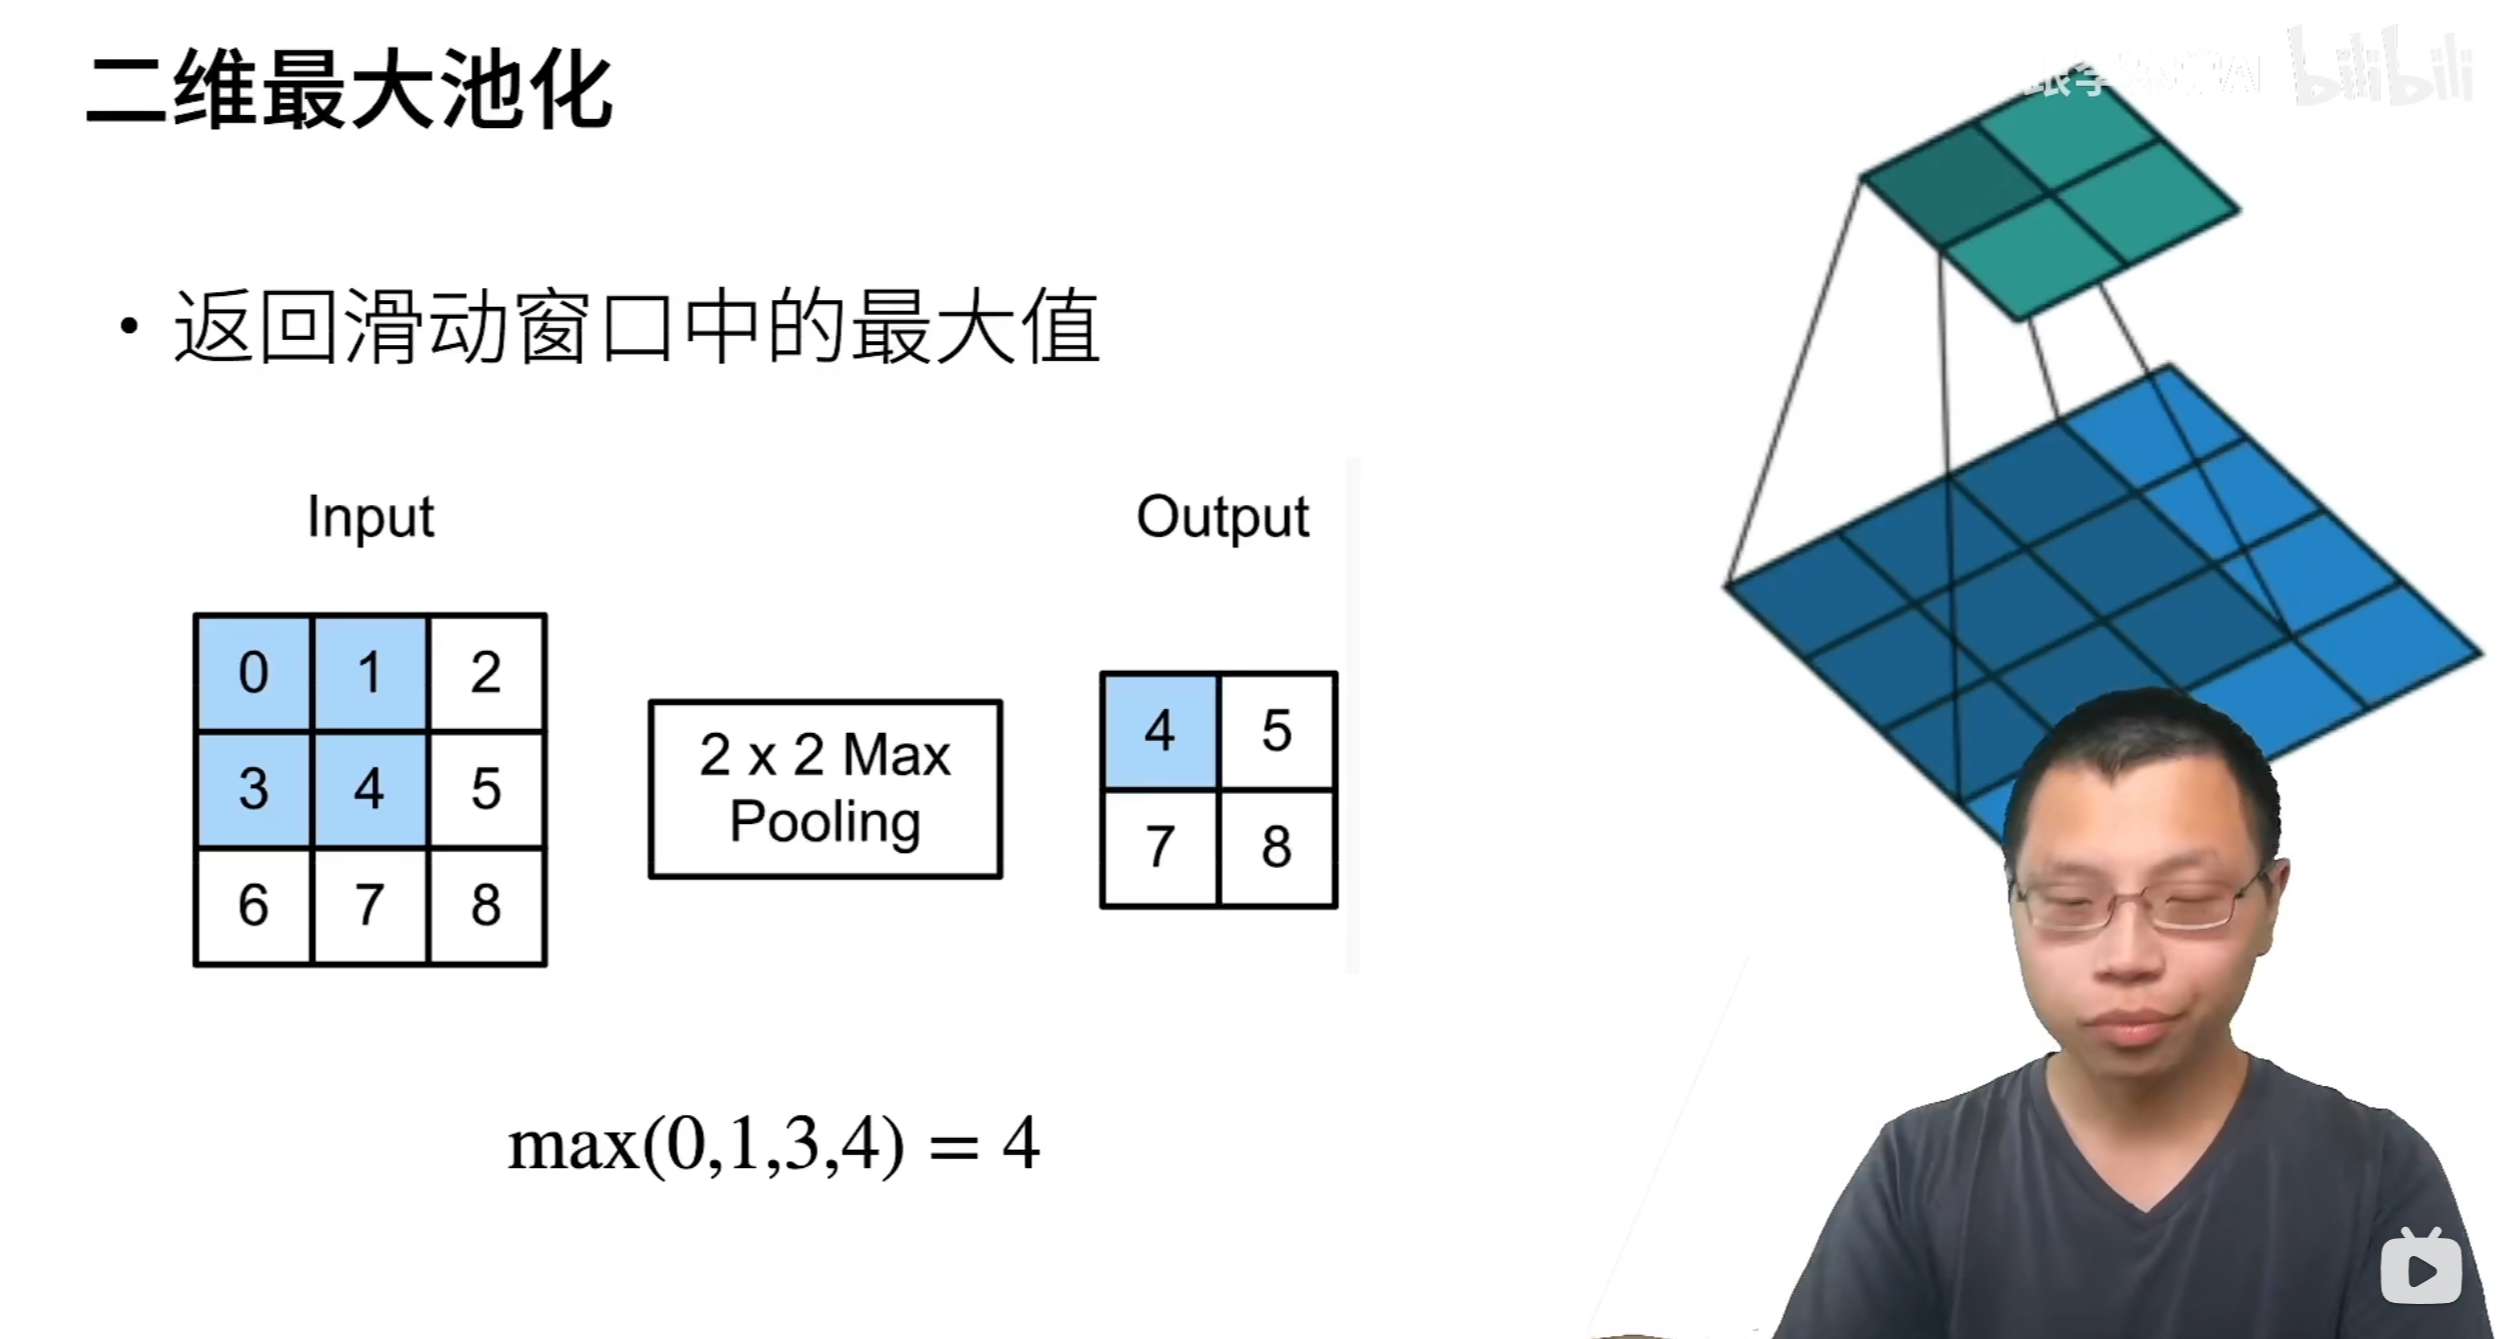 二维最大池化
• 返回滑动窗口中的最大值
Input
Output
0 1 2
3 4 5
6 7 8
2 x 2 Max
Pooling
4 5
7 8
max(0,1,3,4) = 4
bilibili